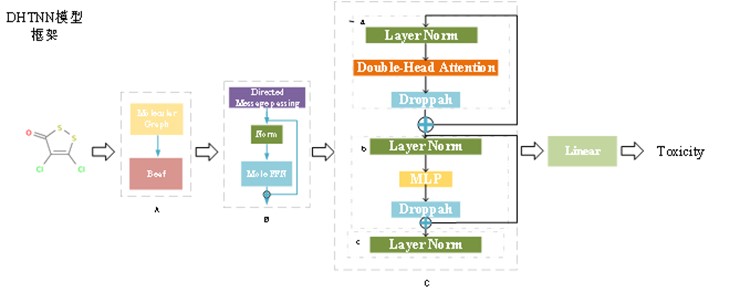 DHTNN模型
框架
O
S
S
Cl
Cl
Molecular
Graph
Beaf
A
Directed
Message passing
Norm
Mole FFN
B
a
Layer Norm
Double-Head Attention
Droppah
b
Layer Norm
MLP
Droppah
c
Layer Norm
C
Linear
Toxicity